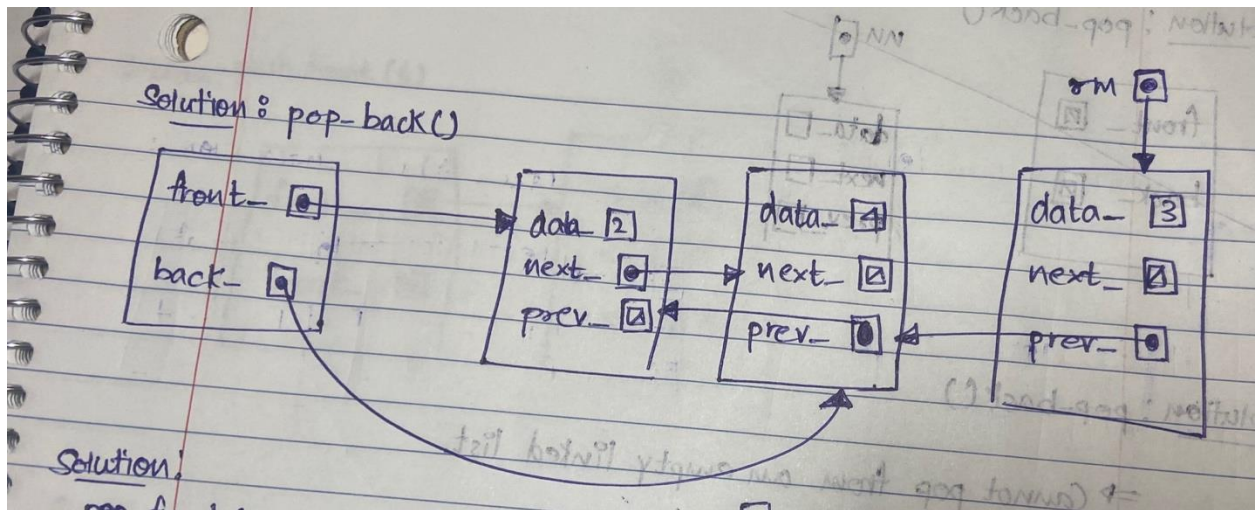 Solution: pop-back()
rm
front_
back_
data_ 2
next_
prev_
data_ 4
next_
prev_
data_ 3
next_
prev_
Solution: